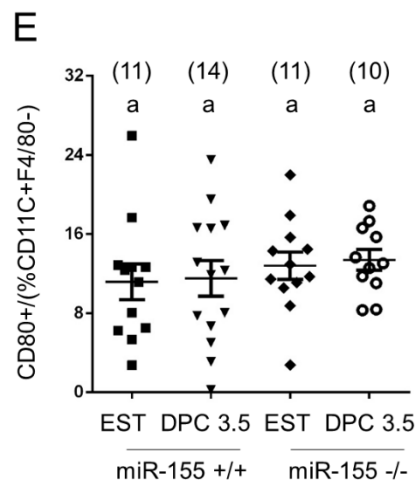 E
(11) (14) (11) (10)
a a a a
32
24
16
8
0
CD80+/(%CD11C+F4/80-)
EST DPC 3.5 EST DPC 3.5
miR-155 +/+ miR-155 -/-